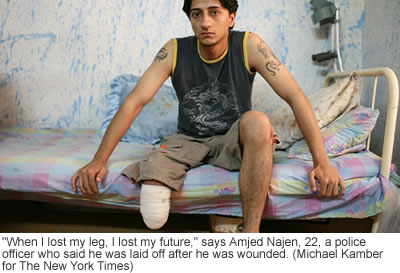 "When I lost my leg, I lost my future," says Amjed Najen, 22, a police
officer who said he was laid off after he was wounded. (Michael Kamber
for The New York Times)